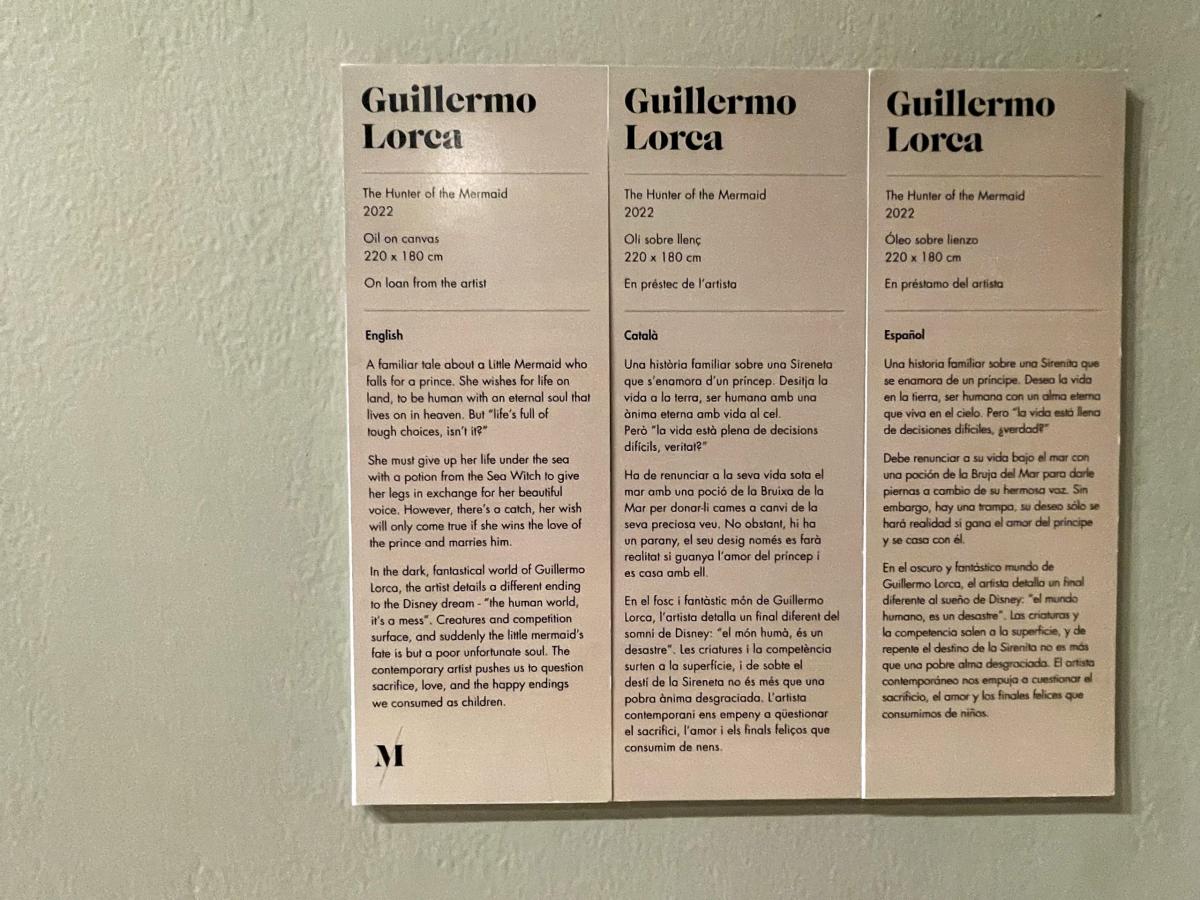 Guillermo
Lorca
The Hunter of the Mermaid
2022
Oil on canvas
220 x 180 cm
On loan from the artist
English
A familiar tale about a Little Mermaid who
falls for a prince. She wishes for life on
land, to be human with an eternal soul that
lives on in heaven. But “life’s full of
tough choices, isn’t it?”
She must give up her life under the sea
with a potion from the Sea Witch to give
her legs in exchange for her beautiful
voice. However, there’s a catch, her wish
will only come true if she wins the love of
the prince and marries him.
In the dark, fantastical world of Guillermo
Lorca, the artist details a different ending
to the Disney dream - “the human world,
it’s a mess”. Creatures and competition
surface, and suddenly the little mermaid’s
fate is but a poor unfortunate soul. The
contemporary artist pushes us to question
sacrifice, love, and the happy endings
we consumed as children.
M
Guillermo
Lorca
The Hunter of the Mermaid
2022
Oli sobre llenç
220 x 180 cm
En préstec de l’artista
Català
Una història familiar sobre una Sireneta
que s’enamora d’un príncep. Desitja la
vida a la terra, ser humana amb una
ànima eterna amb vida al cel.
Però “la vida està plena de decisions
difícils, veritat?”
Ha de renunciar a la seva vida sota el
mar amb una poció de la Bruixa de la
Mar per donar-li cames a canvi de la
seva preciosa veu. No obstant, hi ha
un parany, el seu desig només es farà
realitat si guanya l’amor del príncep i
es casa amb ell.
En el fosc i fantàstic món de Guillermo
Lorca, l’artista detalla un final diferent del
somni de Disney: “el món humà, és un
desastre”. Les criatures i la competència
surten a la superfície, i de sobte el
destí de la Sireneta no és més que una
pobra ànima desgraciada. L’artista
contemporani ens empeny a qüestionar
el sacrifici, l’amor i els finals feliços que
consumim de nens.
Guillermo
Lorca
The Hunter of the Mermaid
2022
Óleo sobre lienzo
220 x 180 cm
En préstamo del artista
Español
Una historia familiar sobre una Sirenita que
se enamora de un príncipe. Desea la vida
en la tierra, ser humana con un alma eterna
que viva en el cielo. Pero “la vida está llena
de decisiones difíciles, ¿verdad?”
Debe renunciar a su vida bajo el mar con
una poción de la Bruja del Mar para darle
piernas a cambio de su hermosa voz. Sin
embargo, hay una trampa, su deseo sólo se
hará realidad si gana el amor del príncipe
y se casa con él.
En el oscuro y fantástico mundo de
Guillermo Lorca, el artista detalla un final
diferente al sueño de Disney: “el mundo
humano, es un desastre”. Las criaturas y
la competencia salen a la superficie, y de
repente el destino de la Sirenita no es más
que una pobre alma desgraciada. El artista
contemporáneo nos empuja a cuestionar el
sacrificio, el amor y los finales felices que
consumimos de niños.